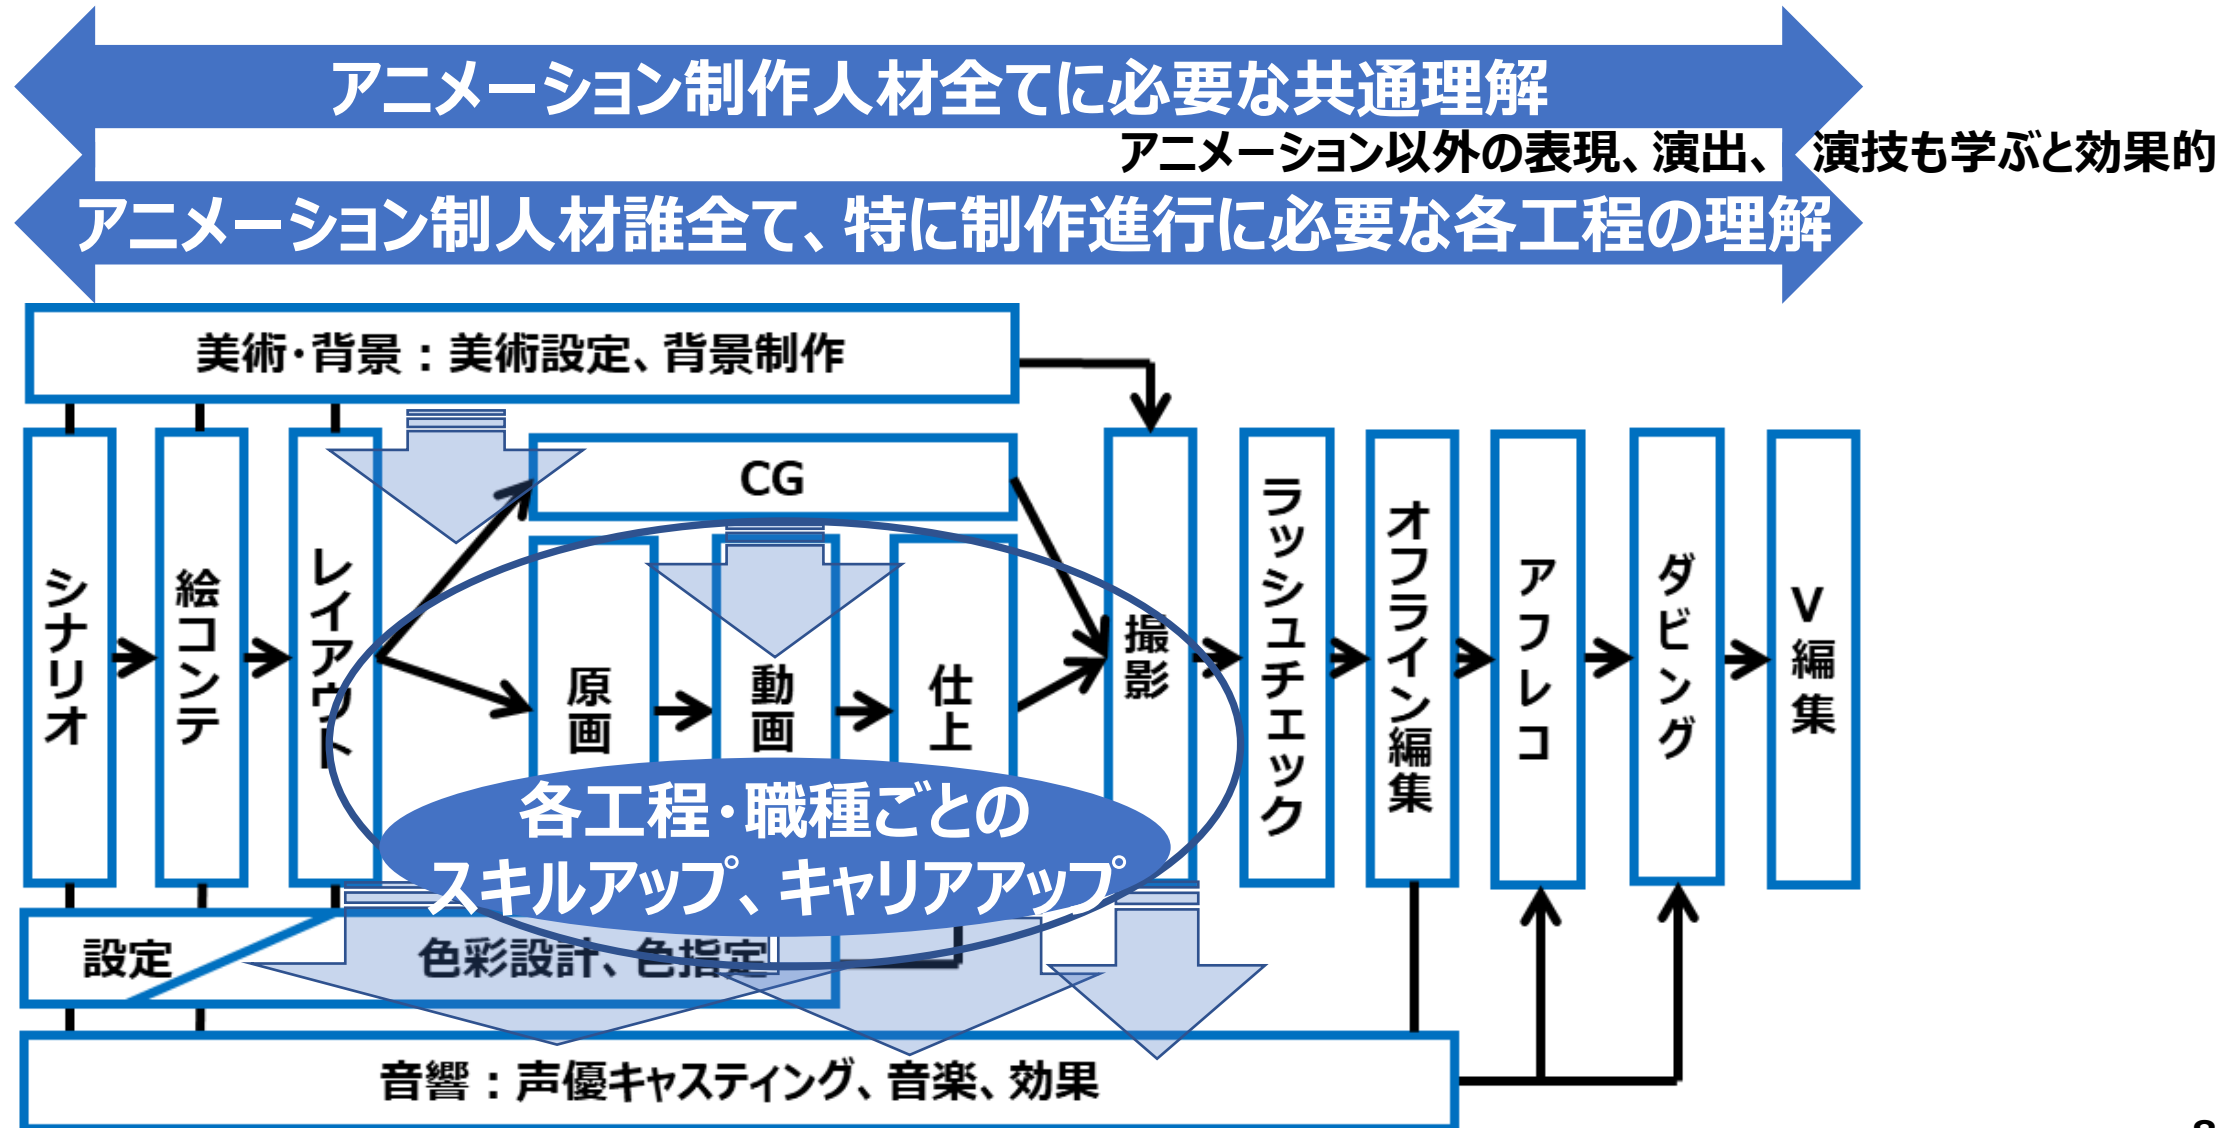 アニメーション制作人材全てに必要な共通理解
アニメーション以外の表現、演出、演技も学ぶと効果的
アニメーション制人材誰全て、特に制作進行に必要な各工程の理解
美術・背景：美術設定、背景制作
シナリオ
絵コンテ
レイアウト
CG
原画
動画
仕上
撮影
ラッシュチエック
オフライン編集
アフレコ
ダビング
V編集
各工程・職種ごとの
スキルアップ、キャリアアップ
設定
色彩設計、色指定
音響：声優キャスティング、音楽、効果